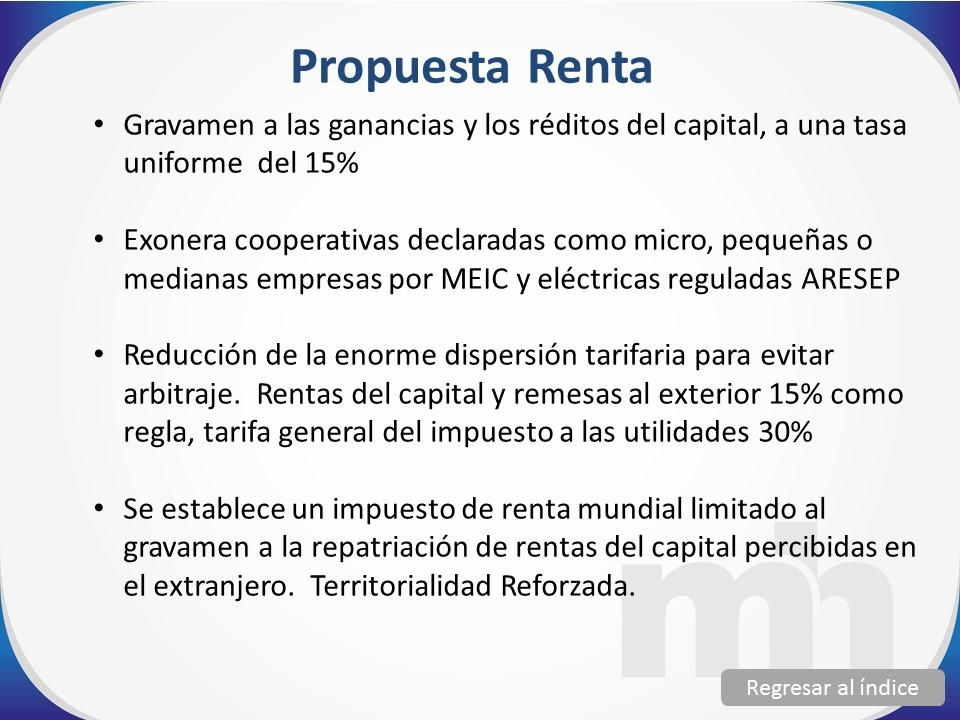 Propuesta Renta
• Gravamen a las ganancias y los réditos del capital, a una tasa
uniforme  del 15%
• Exonera cooperativas declaradas como micro, pequeñas o
medianas empresas por MEIC y eléctricas reguladas ARESEP
• Reducción de la enorme dispersión tarifaria para evitar
arbitraje.  Rentas del capital y remesas al exterior 15% como
regla, tarifa general del impuesto a las utilidades 30%
• Se establece un impuesto de renta mundial limitado al
gravamen a la repatriación de rentas del capital percibidas en
el extranjero.  Territorialidad Reforzada.
mh
Regresar al índice